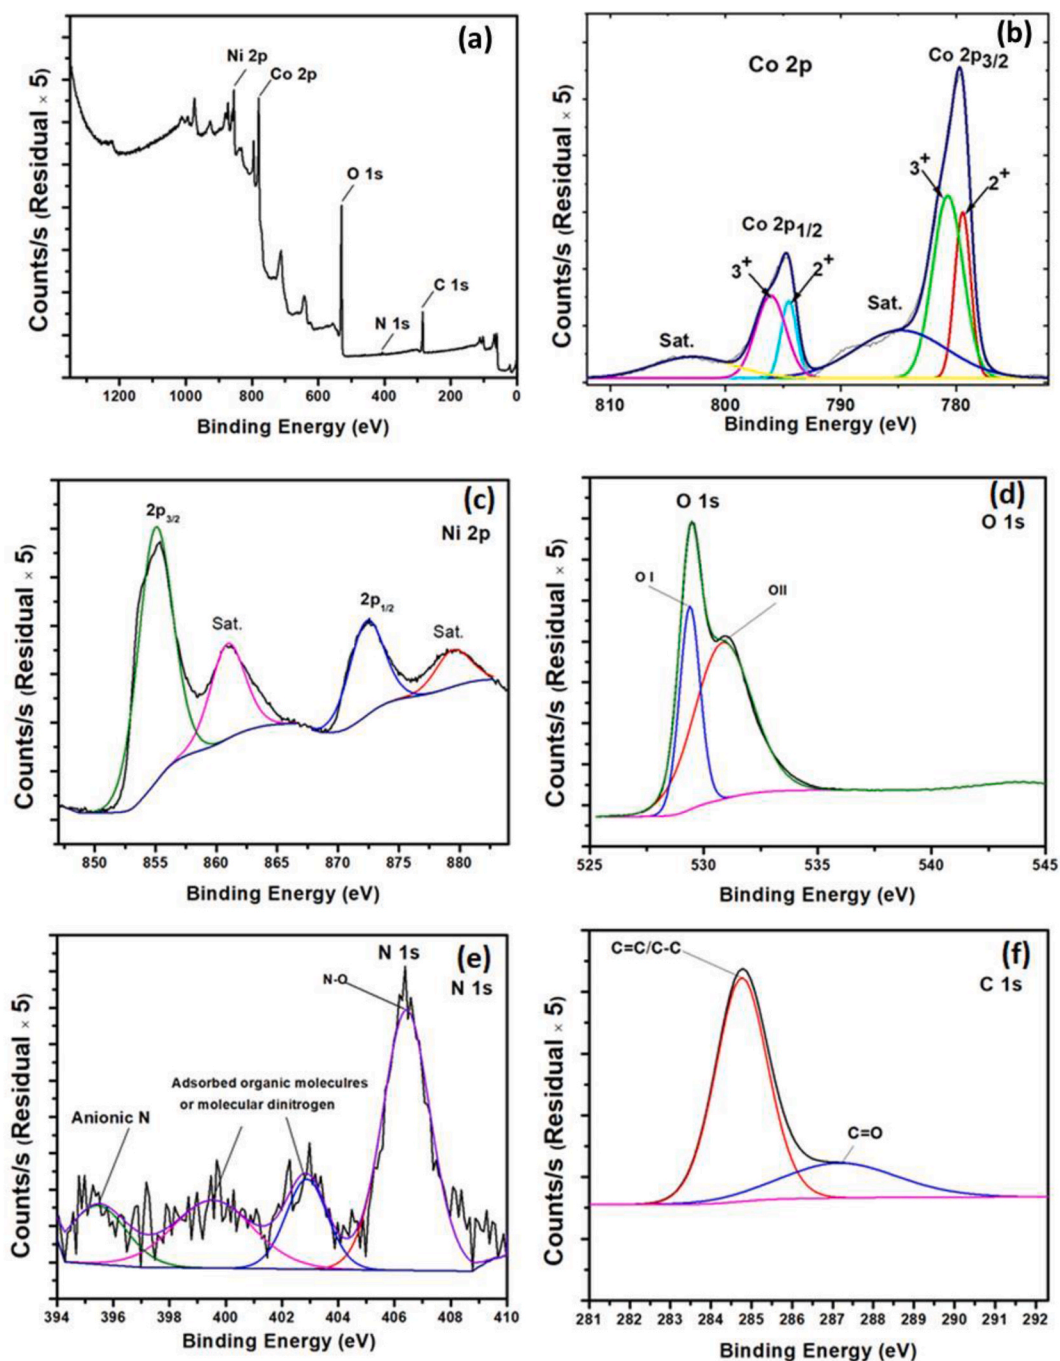 (a)
Ni 2p
Co 2p
O 1s
C 1s
N 1s
Counts/s (Residual × 5)
1200 1000 800 600 400 200 0
Binding Energy (eV)
(b)
Co 2p
Co 2p3/2
3+
2+
Co 2p1/2
3+
2+
Sat.
Sat.
Counts/s (Residual × 5)
810 800 790 780
Binding Energy (eV)
(c)
2p3/2
Ni 2p
Sat.
2p1/2
Sat.
Counts/s (Residual × 5)
850 855 860 865 870 875 880
Binding Energy (eV)
(d)
O 1s
O 1s
O I
OII
Counts/s (Residual × 5)
525 530 535 540 545
Binding Energy (eV)
(e)
N 1s
N 1s
N-O
Adsorbed organic moleculres
or molecular dinitrogen
Anionic N
Counts/s (Residual × 5)
394 396 398 400 402 404 406 408 410
Binding Energy (eV)
(f)
C=C/C-C
C 1s
C=O
Counts/s (Residual × 5)
281 282 283 284 285 286 287 288 289 290 291 292
Binding Energy (eV)